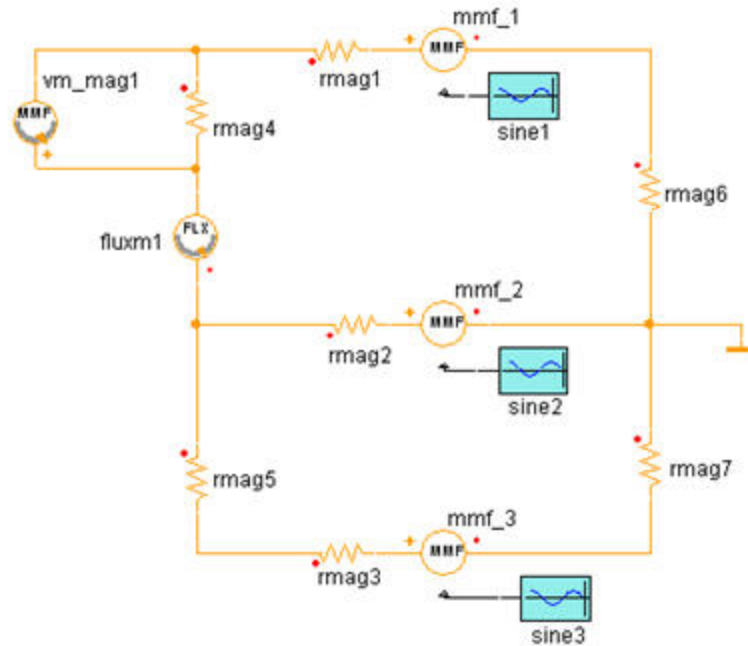 mmf_1
vm_mag1
MMF
rmag1
MMF
rmag4
sine1
rmag6
fluxm1
FLX
mmf_2
MMF
rmag2
sine2
rmag5
rmag7
mmf_3
MMF
rmag3
sine3